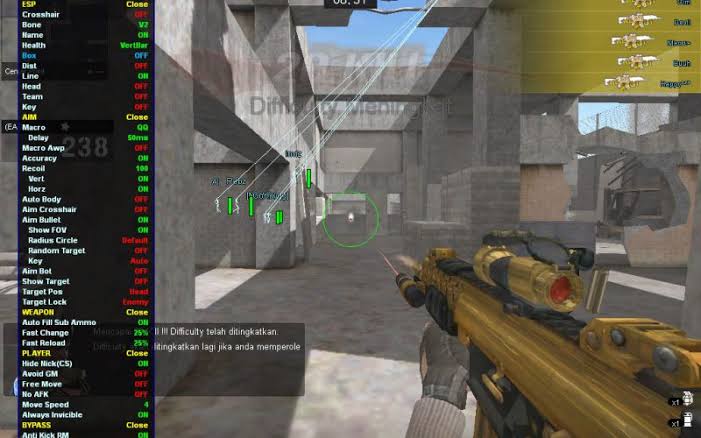 ESP Close
Crosshair OFF
Bone V2
Name ON
Health VertBar
Box OFF
Dist OFF
Line ON
Head OFF
Team OFF
Key OFF
AIM Close
Macro QQ
Delay 50ms
Macro Awp OFF
Accuracy ON
Recoil 100
Vert ON
Horz ON
Auto Body OFF
Aim Crosshair OFF
Aim Bullet ON
Show FOV ON
Radius Circle Default
Random Target OFF
Key Auto
Aim Bot OFF
Show Target OFF
Target Pos Head
Target Lock Enemy
WEAPON Close
Auto Fill Sub Ammo ON
Fast Change 25%
Fast Reload 25%
PLAYER Close
Hide Nick(CS) ON
Avoid GM OFF
Free Move OFF
No AFK OFF
Move Speed 4
Always Invicible ON
BYPASS Close
Anti Kick RM ON
(EA
238
Difficulty Meningkat
Difficulty telah ditingkatkan.
ditingkatkan lagi jika anda memperole
x1
x1